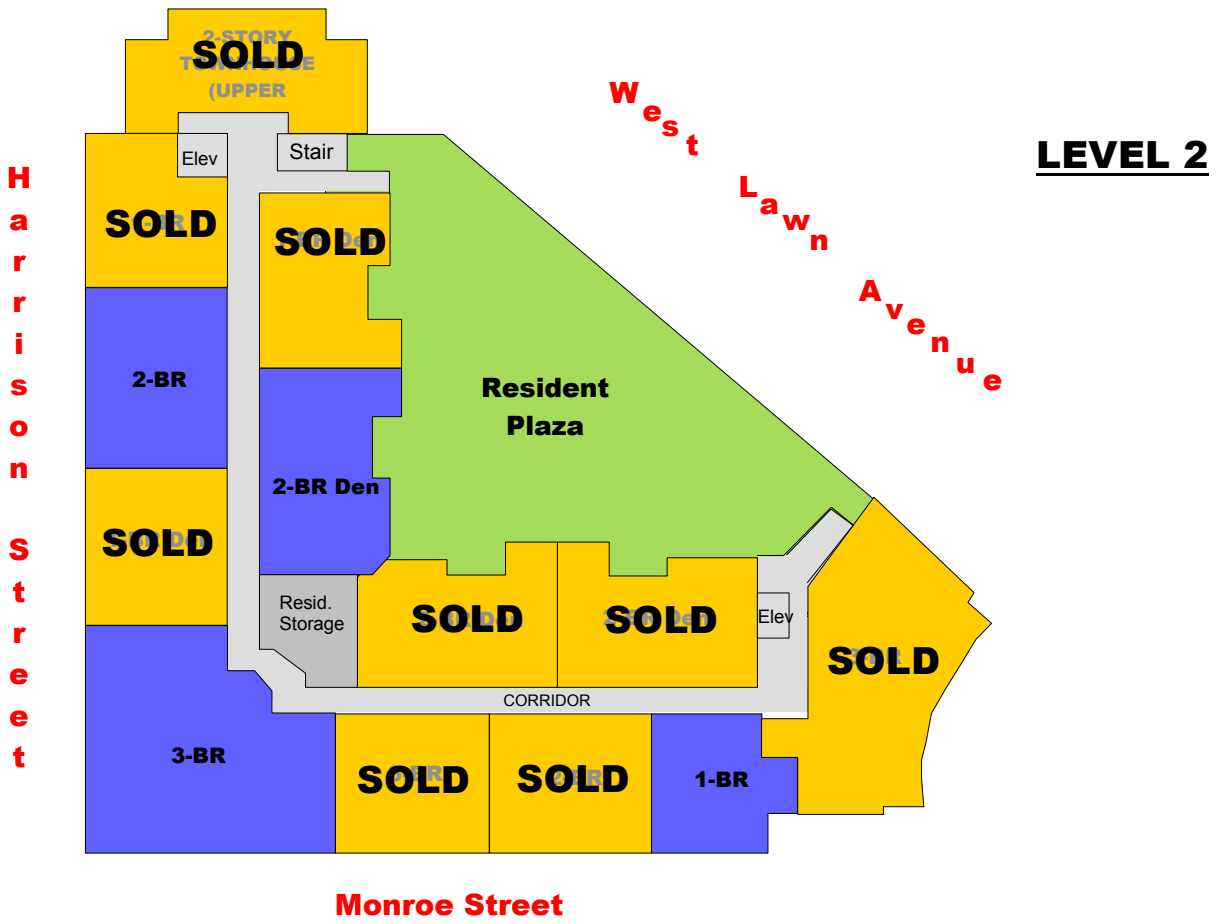 2-STORY
SOLD
TOWNHOUSE
(UPPER
West Lawn Avenue
LEVEL 2
Harrison Street
Elev
Stair
SOLD
SOLD
Den
2-BR
Resident
Plaza
2-BR Den
SOLD
Resid.
Storage
SOLD
SOLD
Elev
SOLD
CORRIDOR
3-BR
SOLD
SOLD
1-BR
Monroe Street